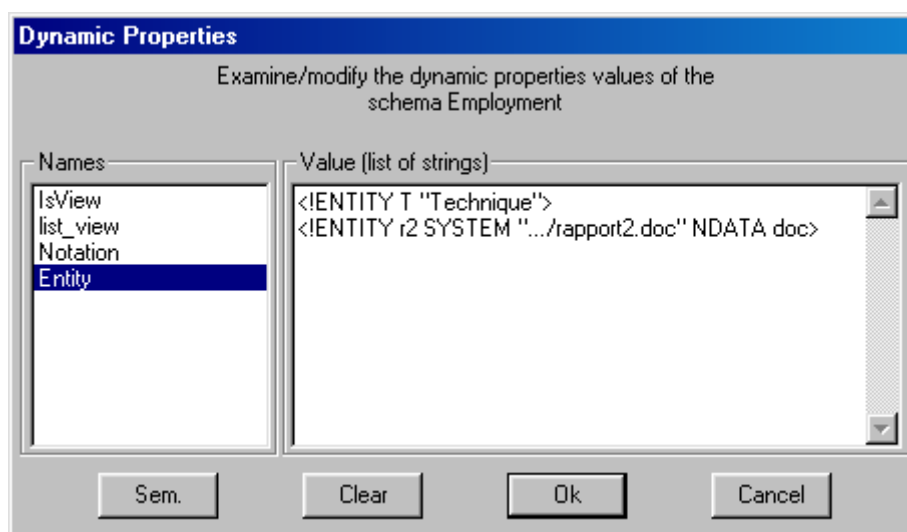 Dynamic Properties
Examine/modify the dynamic properties values of the
schema Employment
Names
Value (list of strings)
IsView
list_view
Notation
Entity
<!ENTITY T "Technique">
<!ENTITY r2 SYSTEM ".../rapport2.doc" NDATA doc>
Sem.
Clear
Ok
Cancel